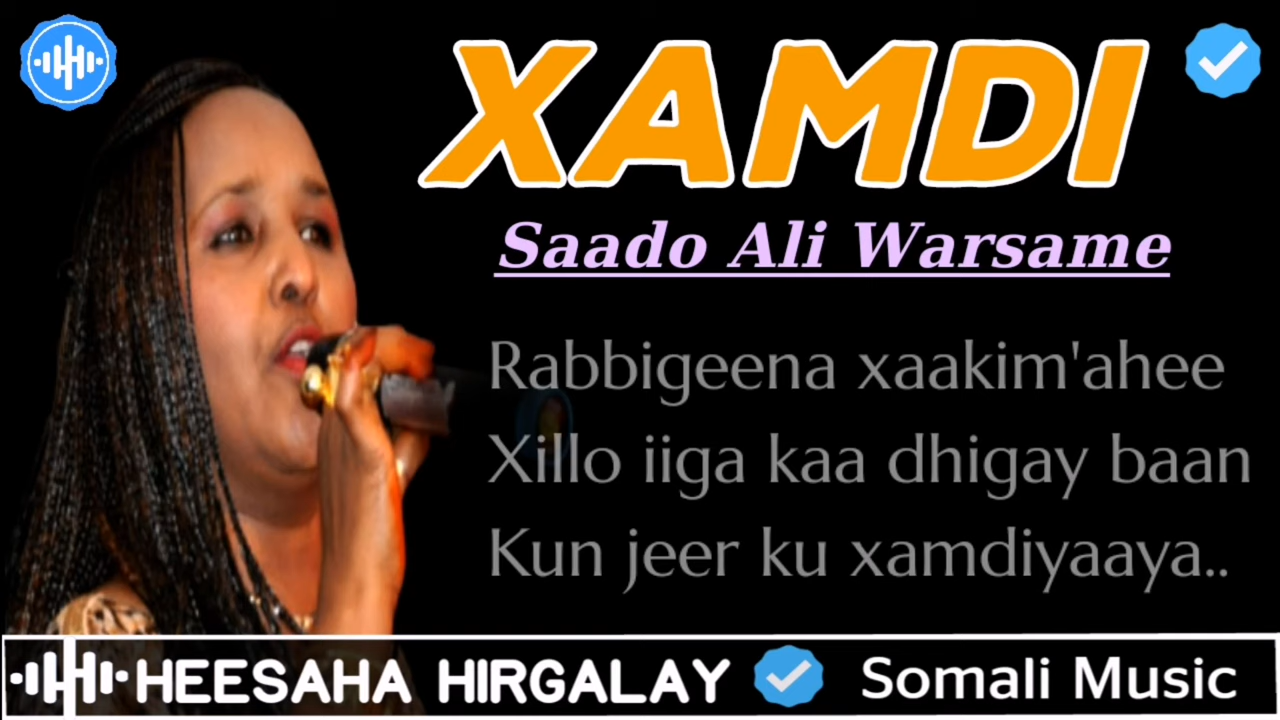 XAMDI
Saado Ali Warsame
Rabbigeena xaakim'ahee
Xillo iiga kaa dhigay baan
Kun jeer ku xamdiyaaya..
HEESAHA HIRGALAY Somali Music